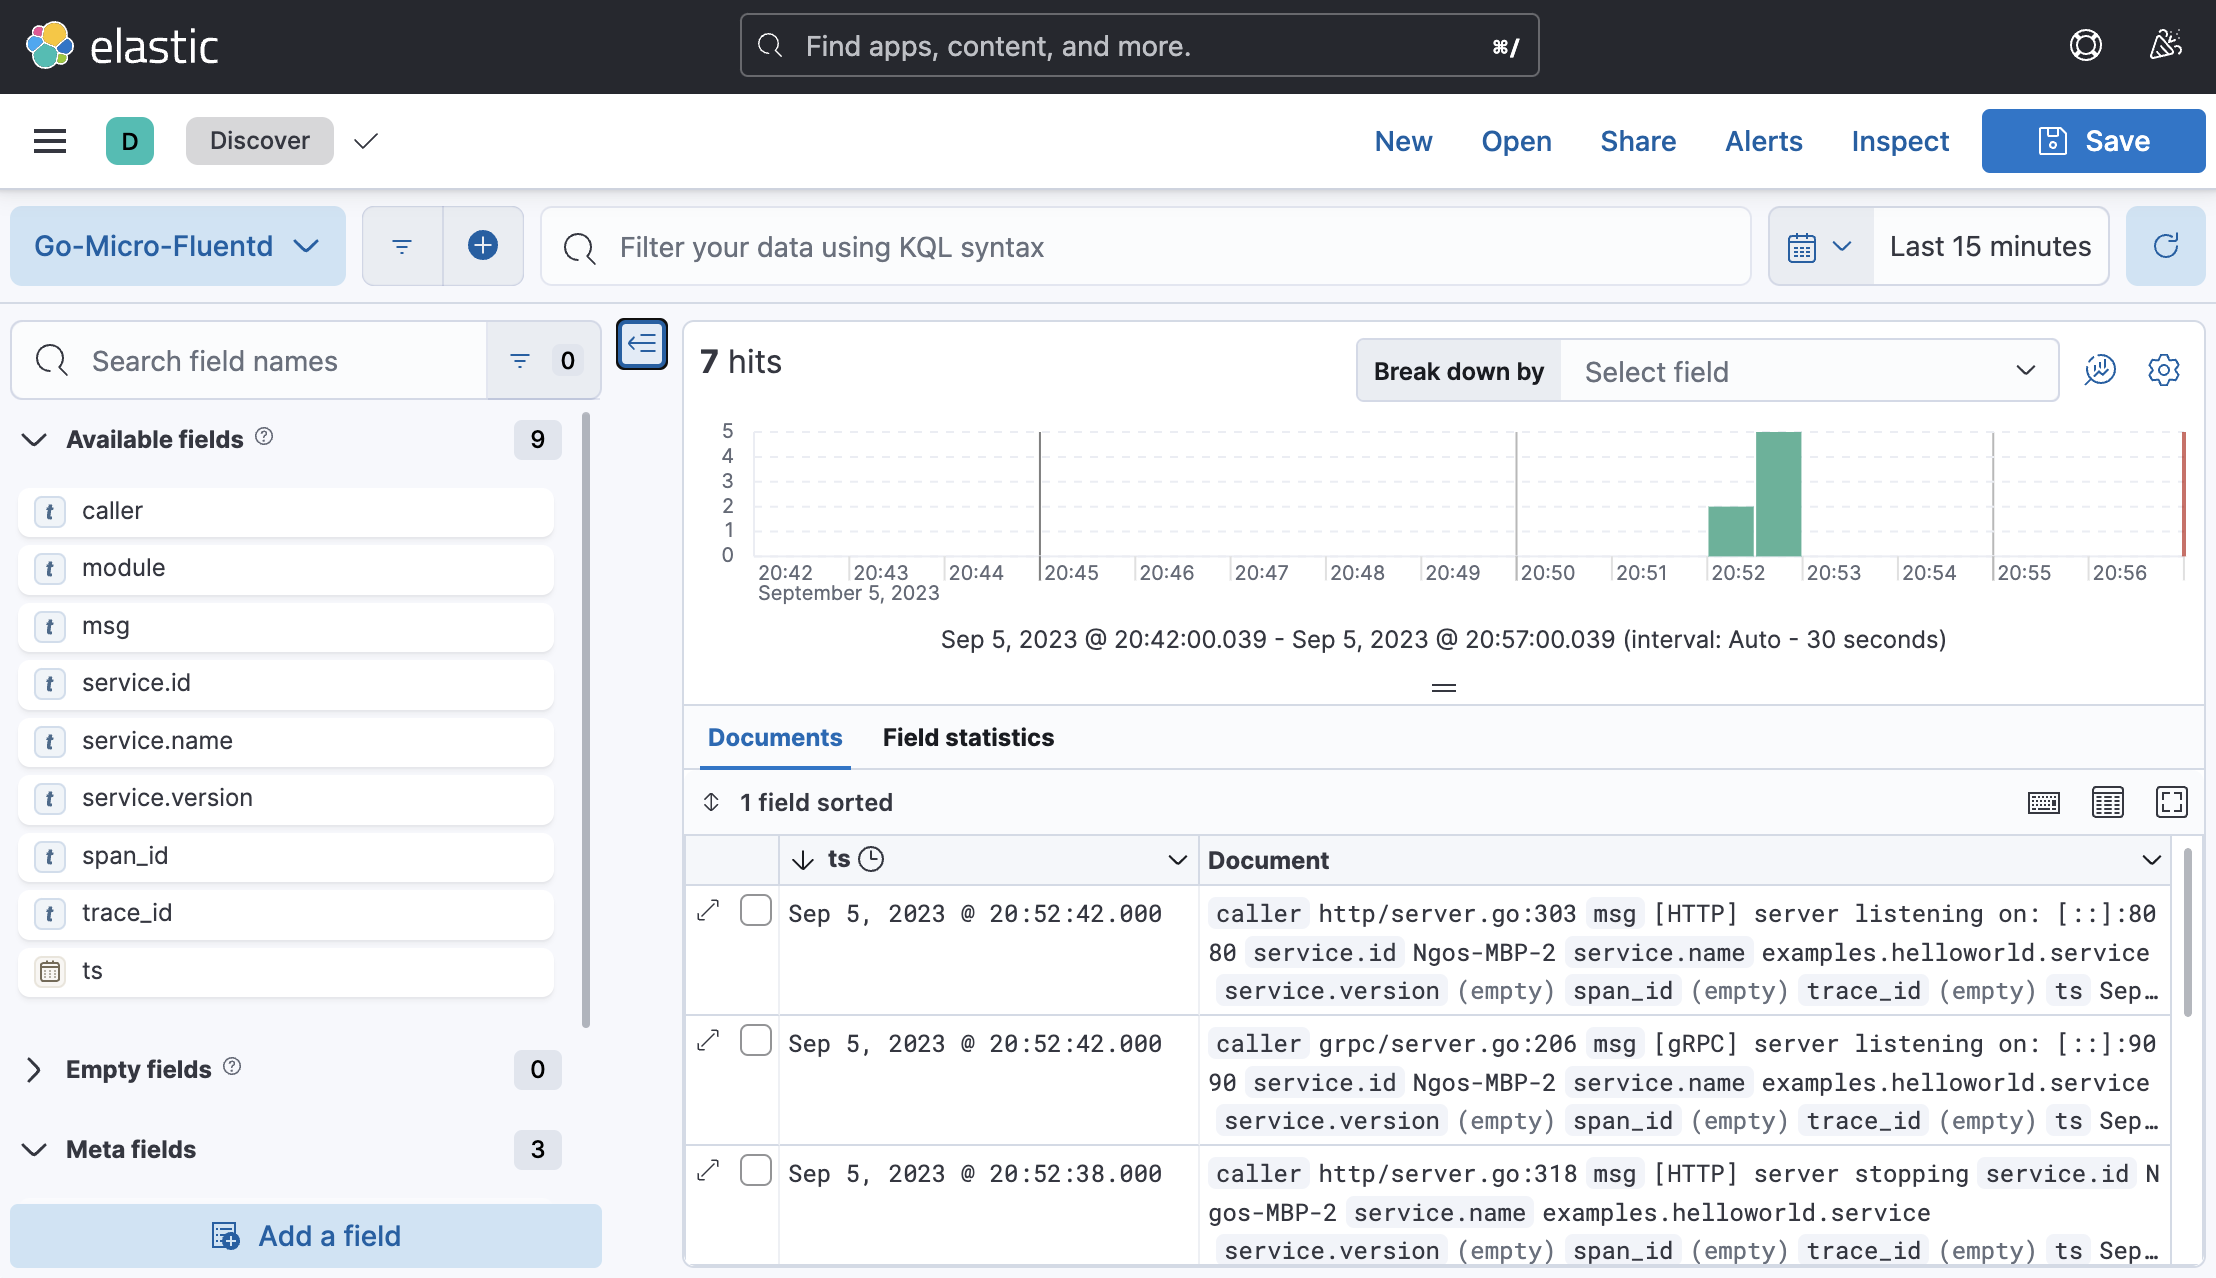 elastic
Find apps, content, and more. ⌘/
D Discover New Open Share Alerts Inspect Save
Go-Micro-Fluentd Filter your data using KQL syntax Last 15 minutes
Search field names 0
Available fields 9
t caller
t module
t msg
t service.id
t service.name
t service.version
t span_id
t trace_id
ts
Empty fields 0
Meta fields 3
Add a field
7 hits
Break down by Select field
5
4
3
2
1
0
20:42 20:43 20:44 20:45 20:46 20:47 20:48 20:49 20:50 20:51 20:52 20:53 20:54 20:55 20:56
September 5, 2023
Sep 5, 2023 @ 20:42:00.039 - Sep 5, 2023 @ 20:57:00.039 (interval: Auto - 30 seconds)
Documents Field statistics
1 field sorted
ts Document
Sep 5, 2023 @ 20:52:42.000 caller http/server.go:303 msg [HTTP] server listening on: [::]:80
80 service.id Ngos-MBP-2 service.name examples.helloworld.service
service.version (empty) span_id (empty) trace_id (empty) ts Sep…
Sep 5, 2023 @ 20:52:42.000 caller grpc/server.go:206 msg [gRPC] server listening on: [::]:90
90 service.id Ngos-MBP-2 service.name examples.helloworld.service
service.version (empty) span_id (empty) trace_id (empty) ts Sep…
Sep 5, 2023 @ 20:52:38.000 caller http/server.go:318 msg [HTTP] server stopping service.id N
gos-MBP-2 service.name examples.helloworld.service
service.version (empty) span_id (empty) trace_id (empty) ts Sep…